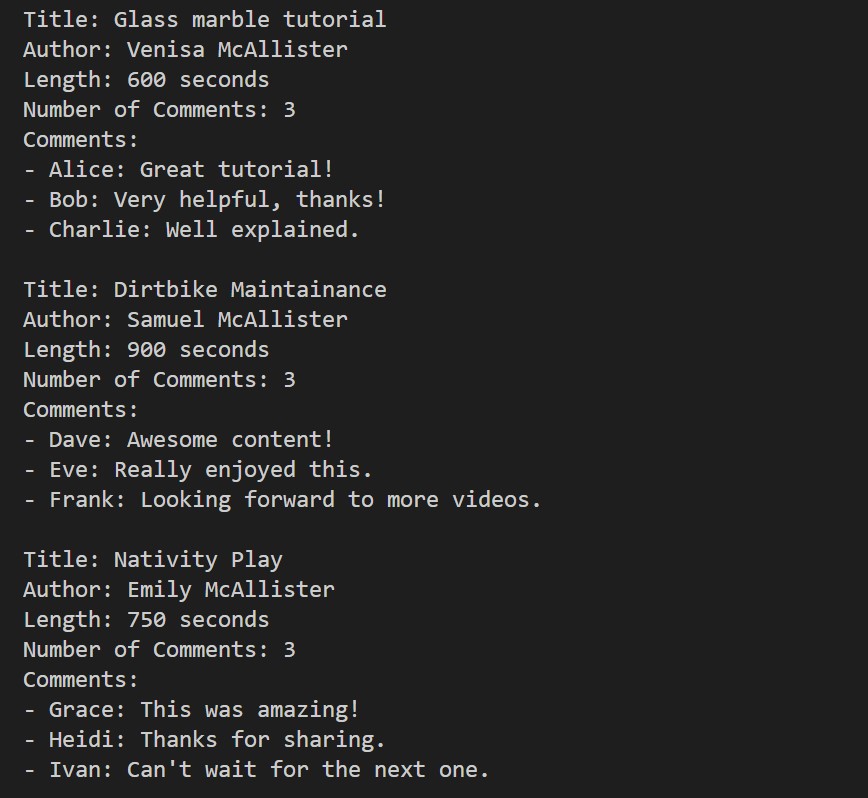 Title: Glass marble tutorial
Author: Venisa McAllister
Length: 600 seconds
Number of Comments: 3
Comments:
- Alice: Great tutorial!
- Bob: Very helpful, thanks!
- Charlie: Well explained.

Title: Dirtbike Maintainance
Author: Samuel McAllister
Length: 900 seconds
Number of Comments: 3
Comments:
- Dave: Awesome content!
- Eve: Really enjoyed this.
- Frank: Looking forward to more videos.

Title: Nativity Play
Author: Emily McAllister
Length: 750 seconds
Number of Comments: 3
Comments:
- Grace: This was amazing!
- Heidi: Thanks for sharing.
- Ivan: Can't wait for the next one.